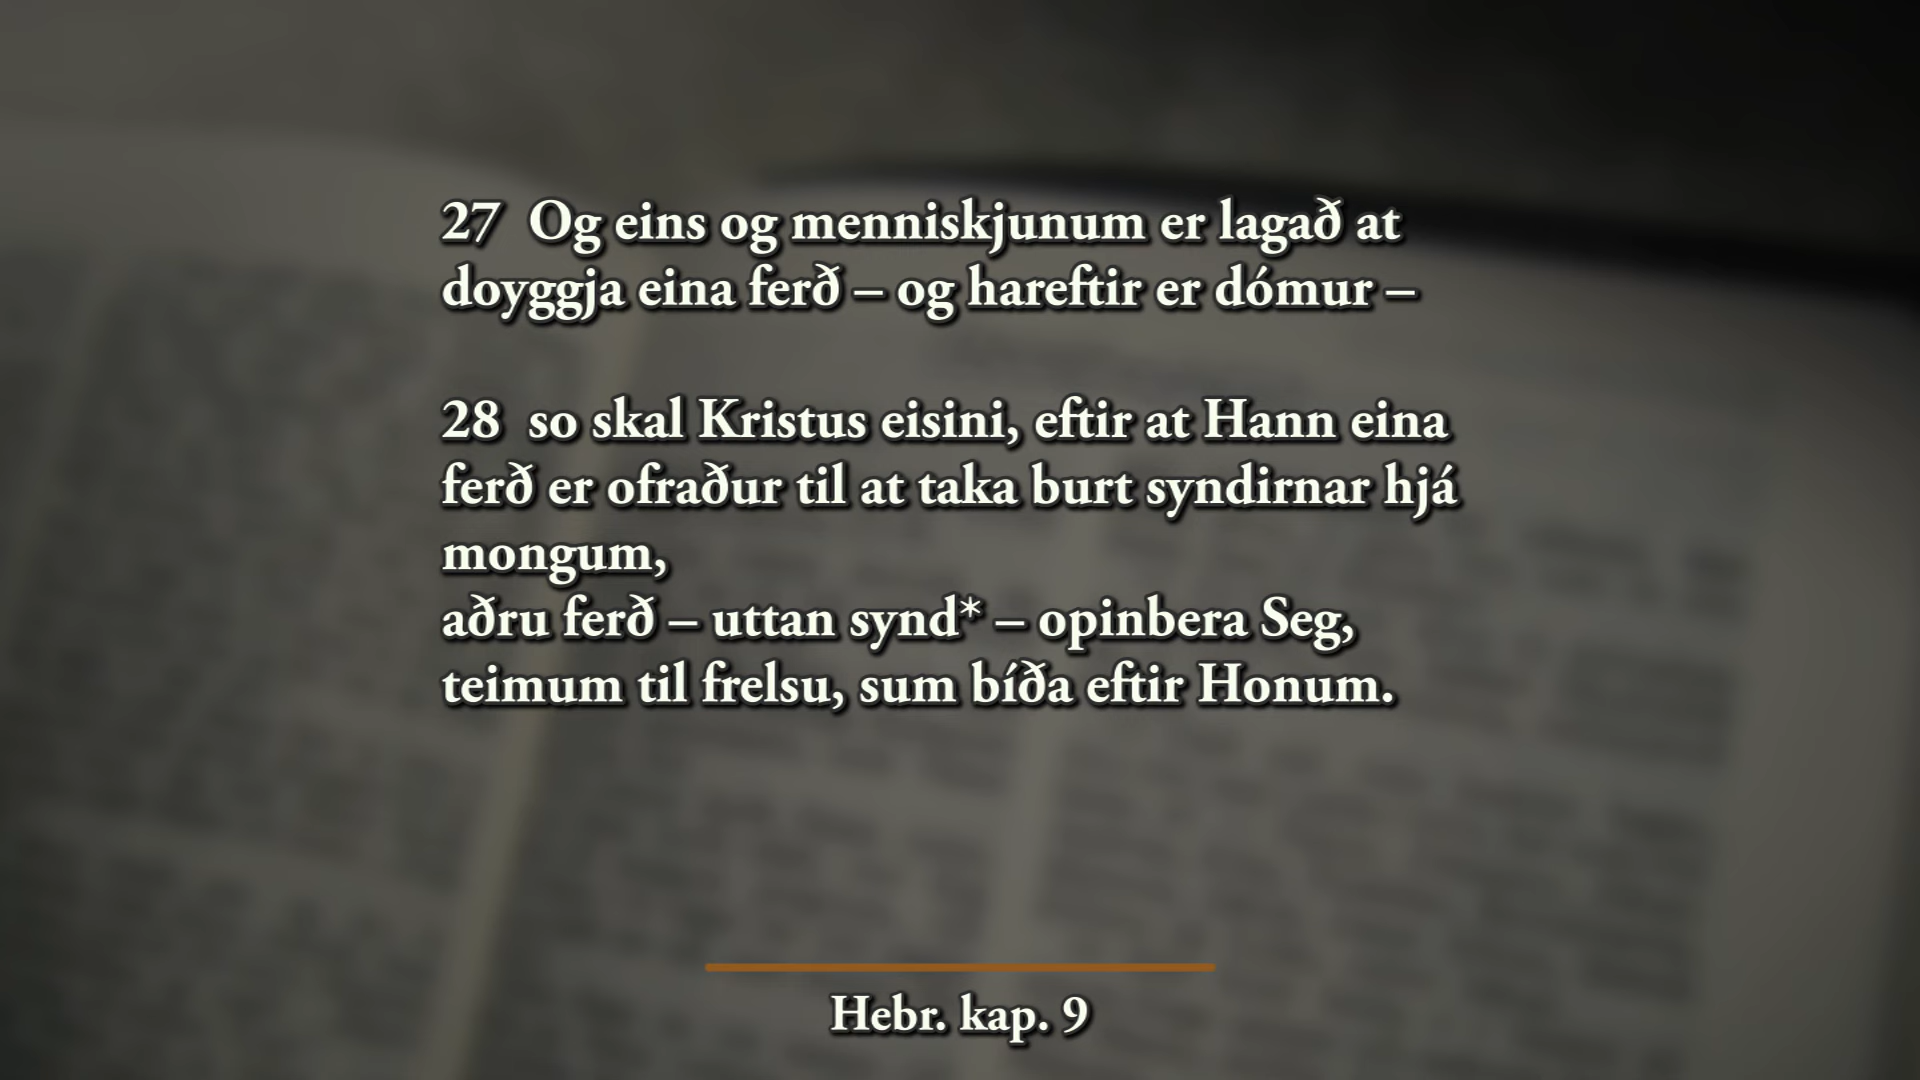 27 Og eins og menniskjunum er lagað at
doyggja eina ferð – og hareftir er dómur –
28 so skal Kristus eisini, eftir at Hann eina
ferð er ofraður til at taka burt syndirnar hjá
mongum,
aðru ferð – uttan synd* – opinbera Seg,
teimum til frelsu, sum bíða eftir Honum.
Hebr. kap. 9